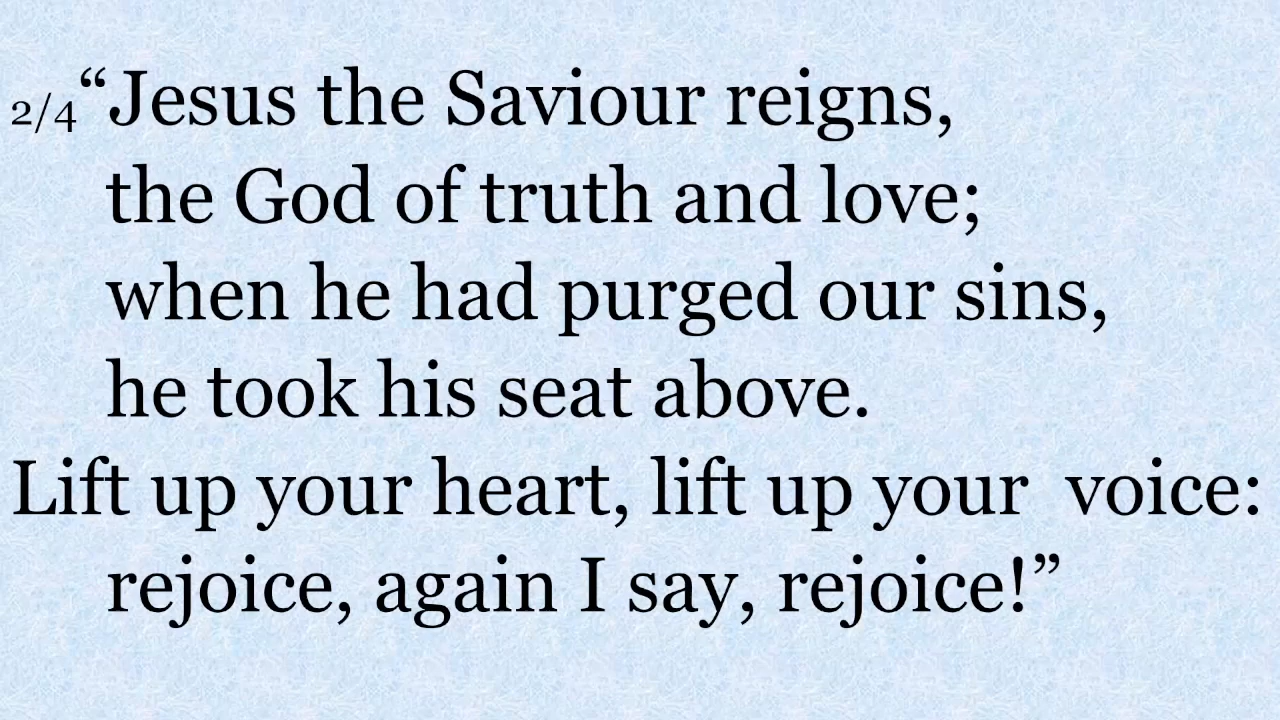 2/4“Jesus the Saviour reigns,
the God of truth and love;
when he had purged our sins,
he took his seat above.
Lift up your heart, lift up your  voice:
rejoice, again I say, rejoice!”